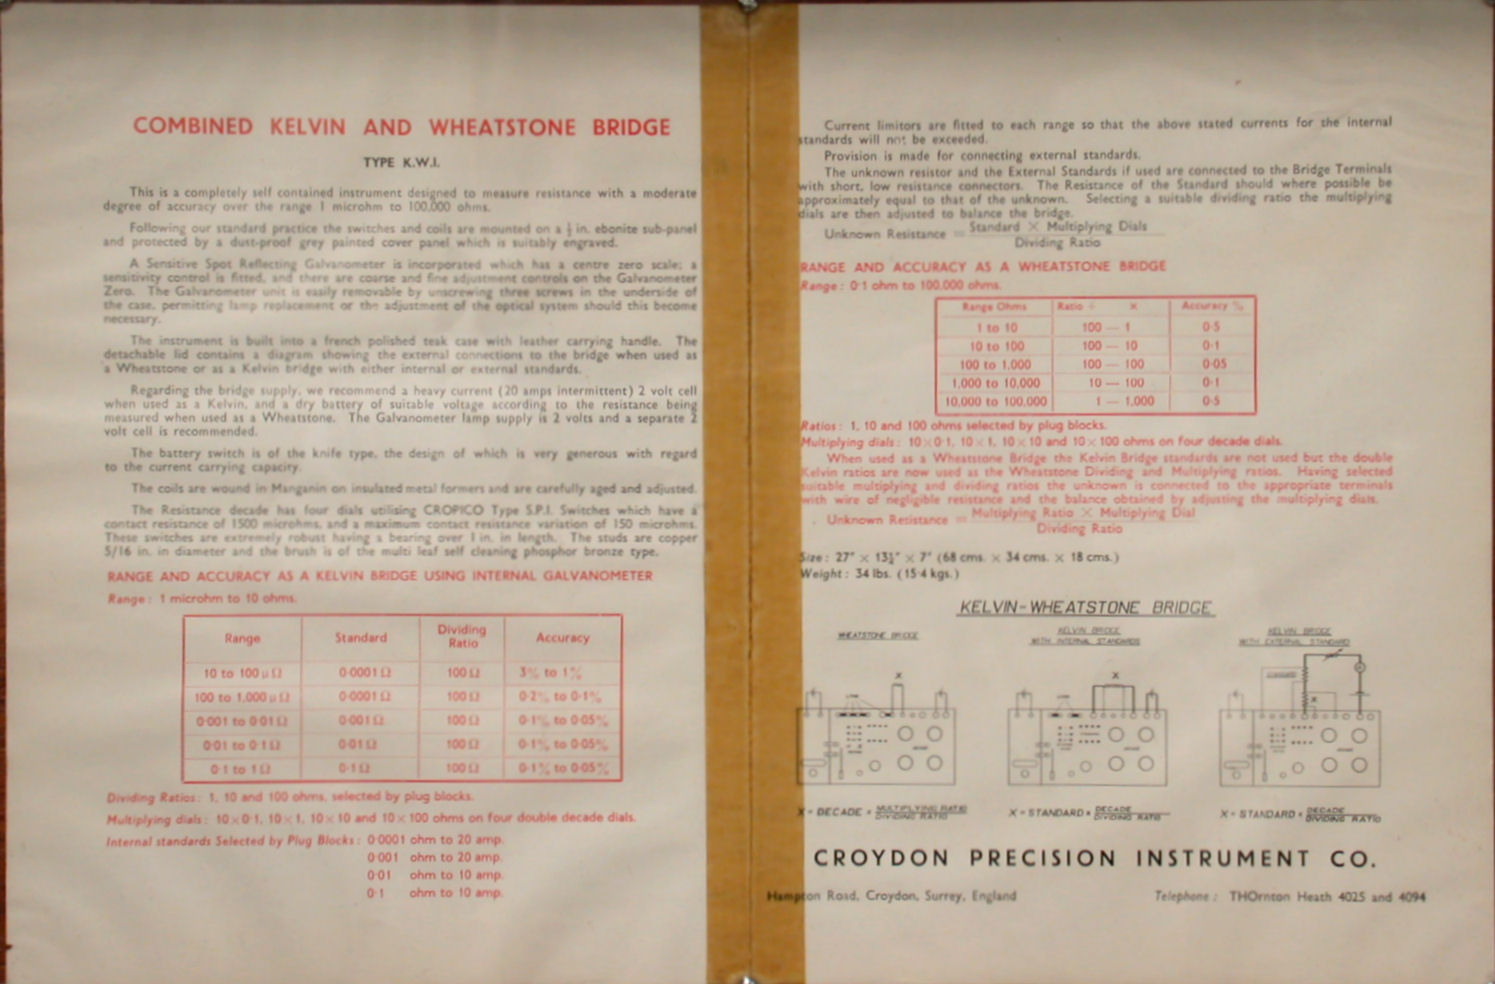 COMBINED KELVIN AND WHEATSTONE BRIDGE
TYPE K.W.I.
This is a completely self contained instrument designed to measure resistance with a moderate
degree of accuracy over the range 1 microhm to 100,000 ohms.
Following our standard practice the switches and coils are mounted on a ½ in. ebonite sub-panel
and protected by a dust-proof grey painted cover panel which is suitably engraved.
A Sensitive Spot Reflecting Galvanometer is incorporated which has a centre zero scale; a
sensitivity control is fitted, and there are coarse and fine adjustment controls on the Galvanometer
Zero. The Galvanometer unit is easily removable by unscrewing three screws in the underside of
the case, permitting lamp replacement or the adjustment of the optical system should this become
necessary.
The instrument is built into a french polished teak case with leather carrying handle. The
detachable lid contains a diagram showing the external connections to the bridge when used as
a Wheatstone or as a Kelvin bridge with either internal or external standards.
Regarding the bridge supply, we recommend a heavy current (20 amps intermittent) 2 volt cell
when used as a Kelvin, and a dry battery of suitable voltage according to the resistance being
measured when used as a Wheatstone. The Galvanometer lamp supply is 2 volts and a separate 2
volt cell is recommended.
The battery switch is of the knife type, the design of which is very generous with regard
to the current carrying capacity.
The coils are wound in Manganin on insulated metal formers and are carefully aged and adjusted.
The Resistance decade has four dials utilising CROPICO Type S.P.I. Switches which have a
contact resistance of 1500 microhms, and a maximum contact resistance variation of 150 microhms.
These switches are extremely robust having a bearing over 1 in. in length. The studs are copper
5/16 in. in diameter and the brush is of the multi leaf self cleaning phosphor bronze type.
RANGE AND ACCURACY AS A KELVIN BRIDGE USING INTERNAL GALVANOMETER
Range: 1 microhm to 10 ohms.
Range Standard Dividing Ratio Accuracy
10 to 100 μ Ω 0·0001 Ω 100 Ω 3% to 1%
100 to 1,000 μ Ω 0·0001 Ω 100 Ω 0·2% to 0·1%
0·001 to 0·01 Ω 0·001 Ω 100 Ω 0·1% to 0·05%
0·01 to 0·1 Ω 0·01 Ω 100 Ω 0·1% to 0·05%
0·1 to 1 Ω 0·1 Ω 100 Ω 0·1% to 0·05%
Dividing Ratios: 1, 10 and 100 ohms, selected by plug blocks.
Multiplying dials: 10 × 0·1, 10 × 1, 10 × 10 and 10 × 100 ohms on four double decade dials.
Internal standards Selected by Plug Blocks: 0·0001 ohm to 20 amp.
0·001 ohm to 20 amp.
0·01 ohm to 10 amp.
0·1 ohm to 10 amp.
Current limitors are fitted to each range so that the above stated currents for the internal
standards will not be exceeded.
Provision is made for connecting external standards.
The unknown resistor and the External Standards if used are connected to the Bridge Terminals
with short, low resistance connectors. The Resistance of the Standard should where possible be
approximately equal to that of the unknown. Selecting a suitable dividing ratio the multiplying
dials are then adjusted to balance the bridge.
Unknown Resistance = Standard × Multiplying Dials
Dividing Ratio
RANGE AND ACCURACY AS A WHEATSTONE BRIDGE
Range: 0·1 ohm to 100,000 ohms.
Range Ohms Ratio ÷ × Accuracy %
1 to 10 100 — 1 0·5
10 to 100 100 — 10 0·1
100 to 1,000 100 — 100 0·05
1,000 to 10,000 10 — 100 0·1
10,000 to 100,000 1 — 1,000 0·5
Ratios: 1, 10 and 100 ohms selected by plug blocks.
Multiplying dials: 10 × 0·1, 10 × 1, 10 × 10 and 10 × 100 ohms on four decade dials.
When used as a Wheatstone Bridge the Kelvin Bridge standards are not used but the double
Kelvin ratios are now used as the Wheatstone Dividing and Multiplying ratios. Having selected
suitable multiplying and dividing ratios the unknown is connected to the appropriate terminals
with wire of negligible resistance and the balance obtained by adjusting the multiplying dials.
Unknown Resistance = Multiplying Ratio × Multiplying Dial
Dividing Ratio
Size: 27" × 13½" × 7" (68 cms. × 34 cms. × 18 cms.)
Weight: 34 lbs. (15·4 kgs.)
KELVIN-WHEATSTONE BRIDGE
WHEATSTONE BRIDGE
KELVIN BRIDGE
WITH INTERNAL STANDARDS
KELVIN BRIDGE
WITH EXTERNAL STANDARD
STANDARD
X
X
X
X = DECADE × MULTIPLYING RATIO
DIVIDING RATIO
X = STANDARD × DECADE
DIVIDING RATIO
X = STANDARD × DECADE
DIVIDING RATIO
CROYDON PRECISION INSTRUMENT CO.
Hampton Road, Croydon, Surrey, England
Telephone: THOrnton Heath 4025 and 4094